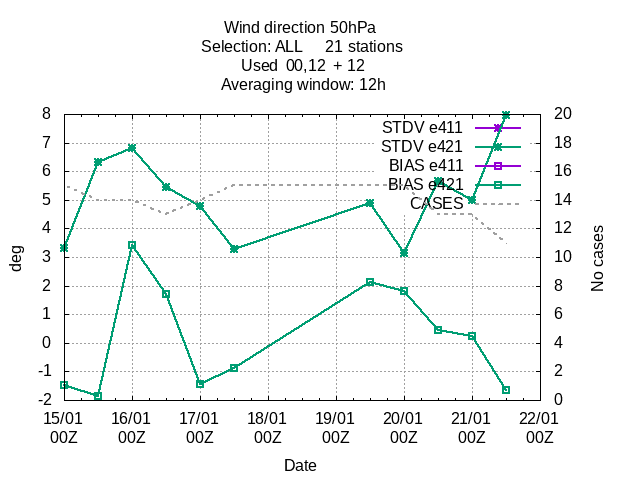 Wind direction 50hPa
Selection: ALL 21 stations
Used 00,12 + 12
Averaging window: 12h
8 20
7 18
6 16
5 14
4 12
3 10
2 8
1 6
0 4
-1 2
-2 0
STDV e411
STDV e421
BIAS e411
BIAS e421
CASES
deg
No cases
15/01 16/01 17/01 18/01 19/01 20/01 21/01 22/01
00Z 00Z 00Z 00Z 00Z 00Z 00Z 00Z
Date